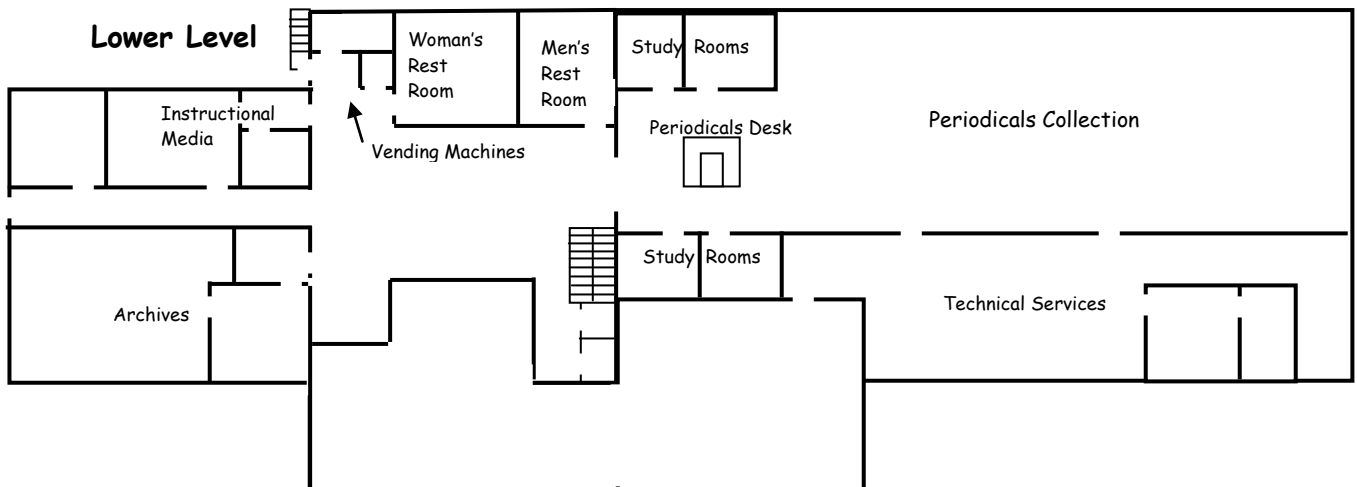 Lower Level
Woman's
Rest
Room
Men's
Rest
Room
Study Rooms
Instructional
Media
Vending Machines
Periodicals Desk
Periodicals Collection
Study Rooms
Archives
Technical Services